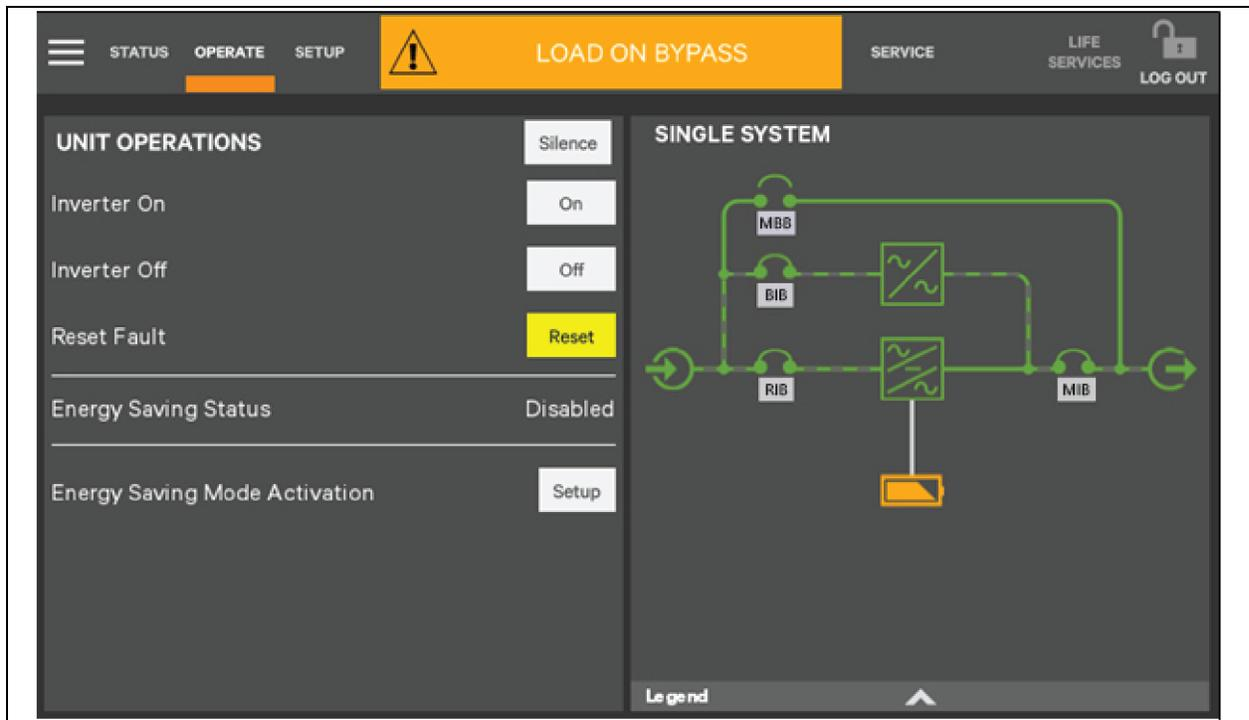 STATUS OPERATE SETUP LOAD ON BYPASS SERVICE LIFE SERVICES LOG OUT
UNIT OPERATIONS Silence
Inverter On On
Inverter Off Off
Reset Fault Reset
Energy Saving Status Disabled
Energy Saving Mode Activation Setup
SINGLE SYSTEM
MBB
BIB
RIB
MIB
Legend